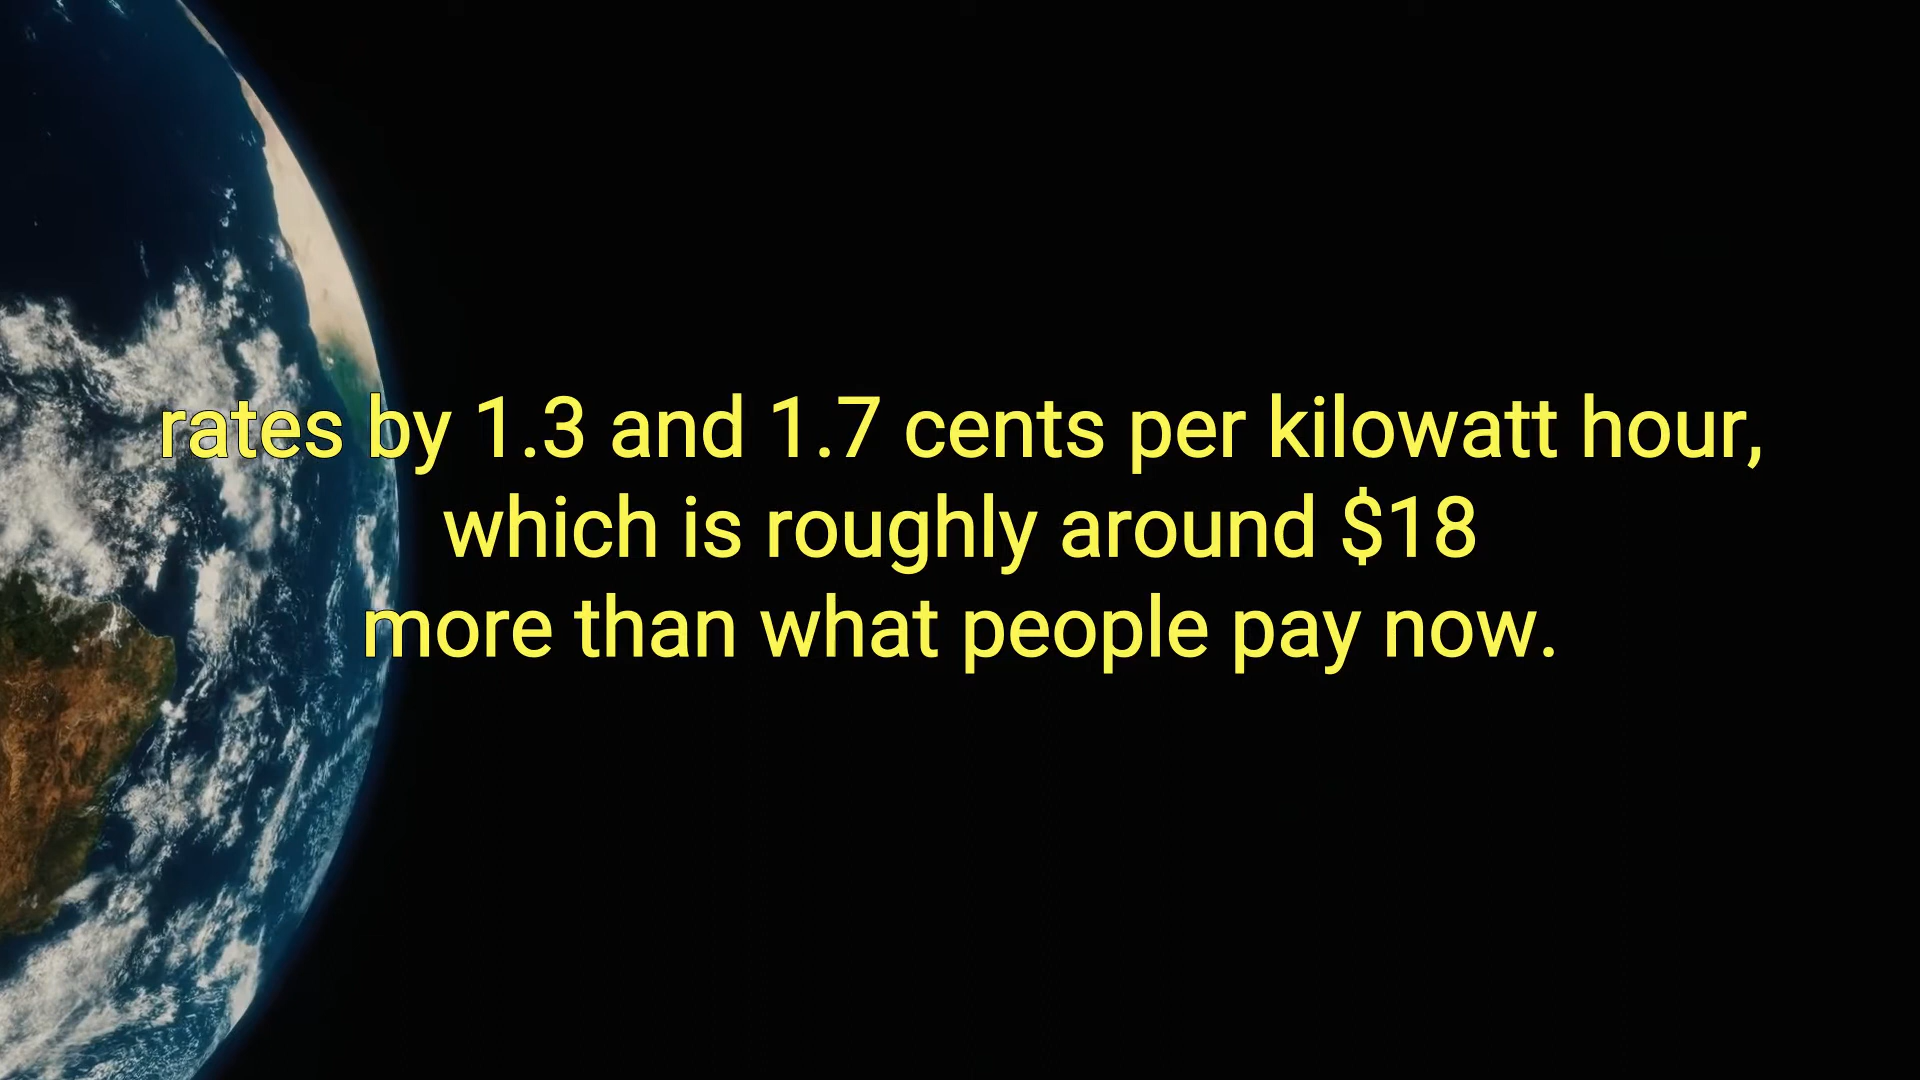 rates by 1.3 and 1.7 cents per kilowatt hour,
which is roughly around $18
more than what people pay now.